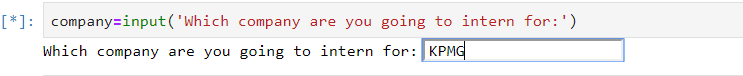 [*]: company=input('Which company are you going to intern for:')
Which company are you going to intern for: KPMG